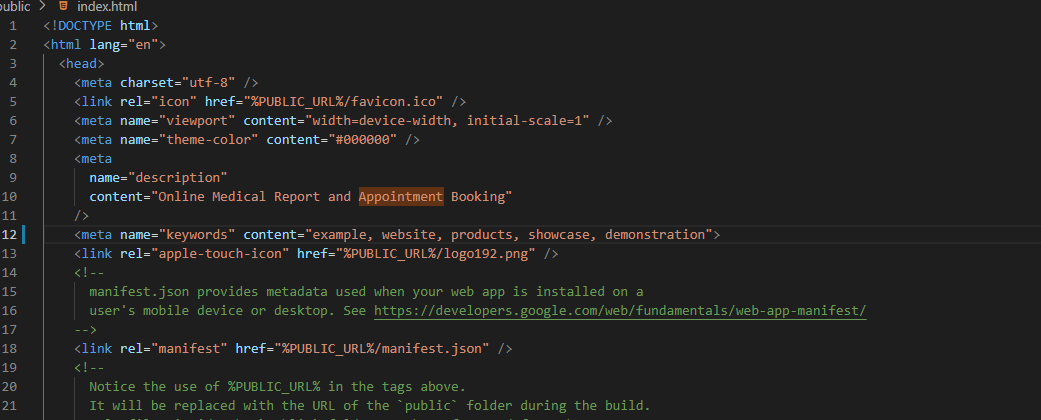 public > index.html
1 <!DOCTYPE html>
2 <html lang="en">
3 <head>
4 <meta charset="utf-8" />
5 <link rel="icon" href="%PUBLIC_URL%/favicon.ico" />
6 <meta name="viewport" content="width=device-width, initial-scale=1" />
7 <meta name="theme-color" content="#000000" />
8 <meta
9 name="description"
10 content="Online Medical Report and Appointment Booking"
11 />
12 <meta name="keywords" content="example, website, products, showcase, demonstration">
13 <link rel="apple-touch-icon" href="%PUBLIC_URL%/logo192.png" />
14 <!--
15 manifest.json provides metadata used when your web app is installed on a
16 user's mobile device or desktop. See https://developers.google.com/web/fundamentals/web-app-manifest/
17 -->
18 <link rel="manifest" href="%PUBLIC_URL%/manifest.json" />
19 <!--
20 Notice the use of %PUBLIC_URL% in the tags above.
21 It will be replaced with the URL of the `public` folder during the build.